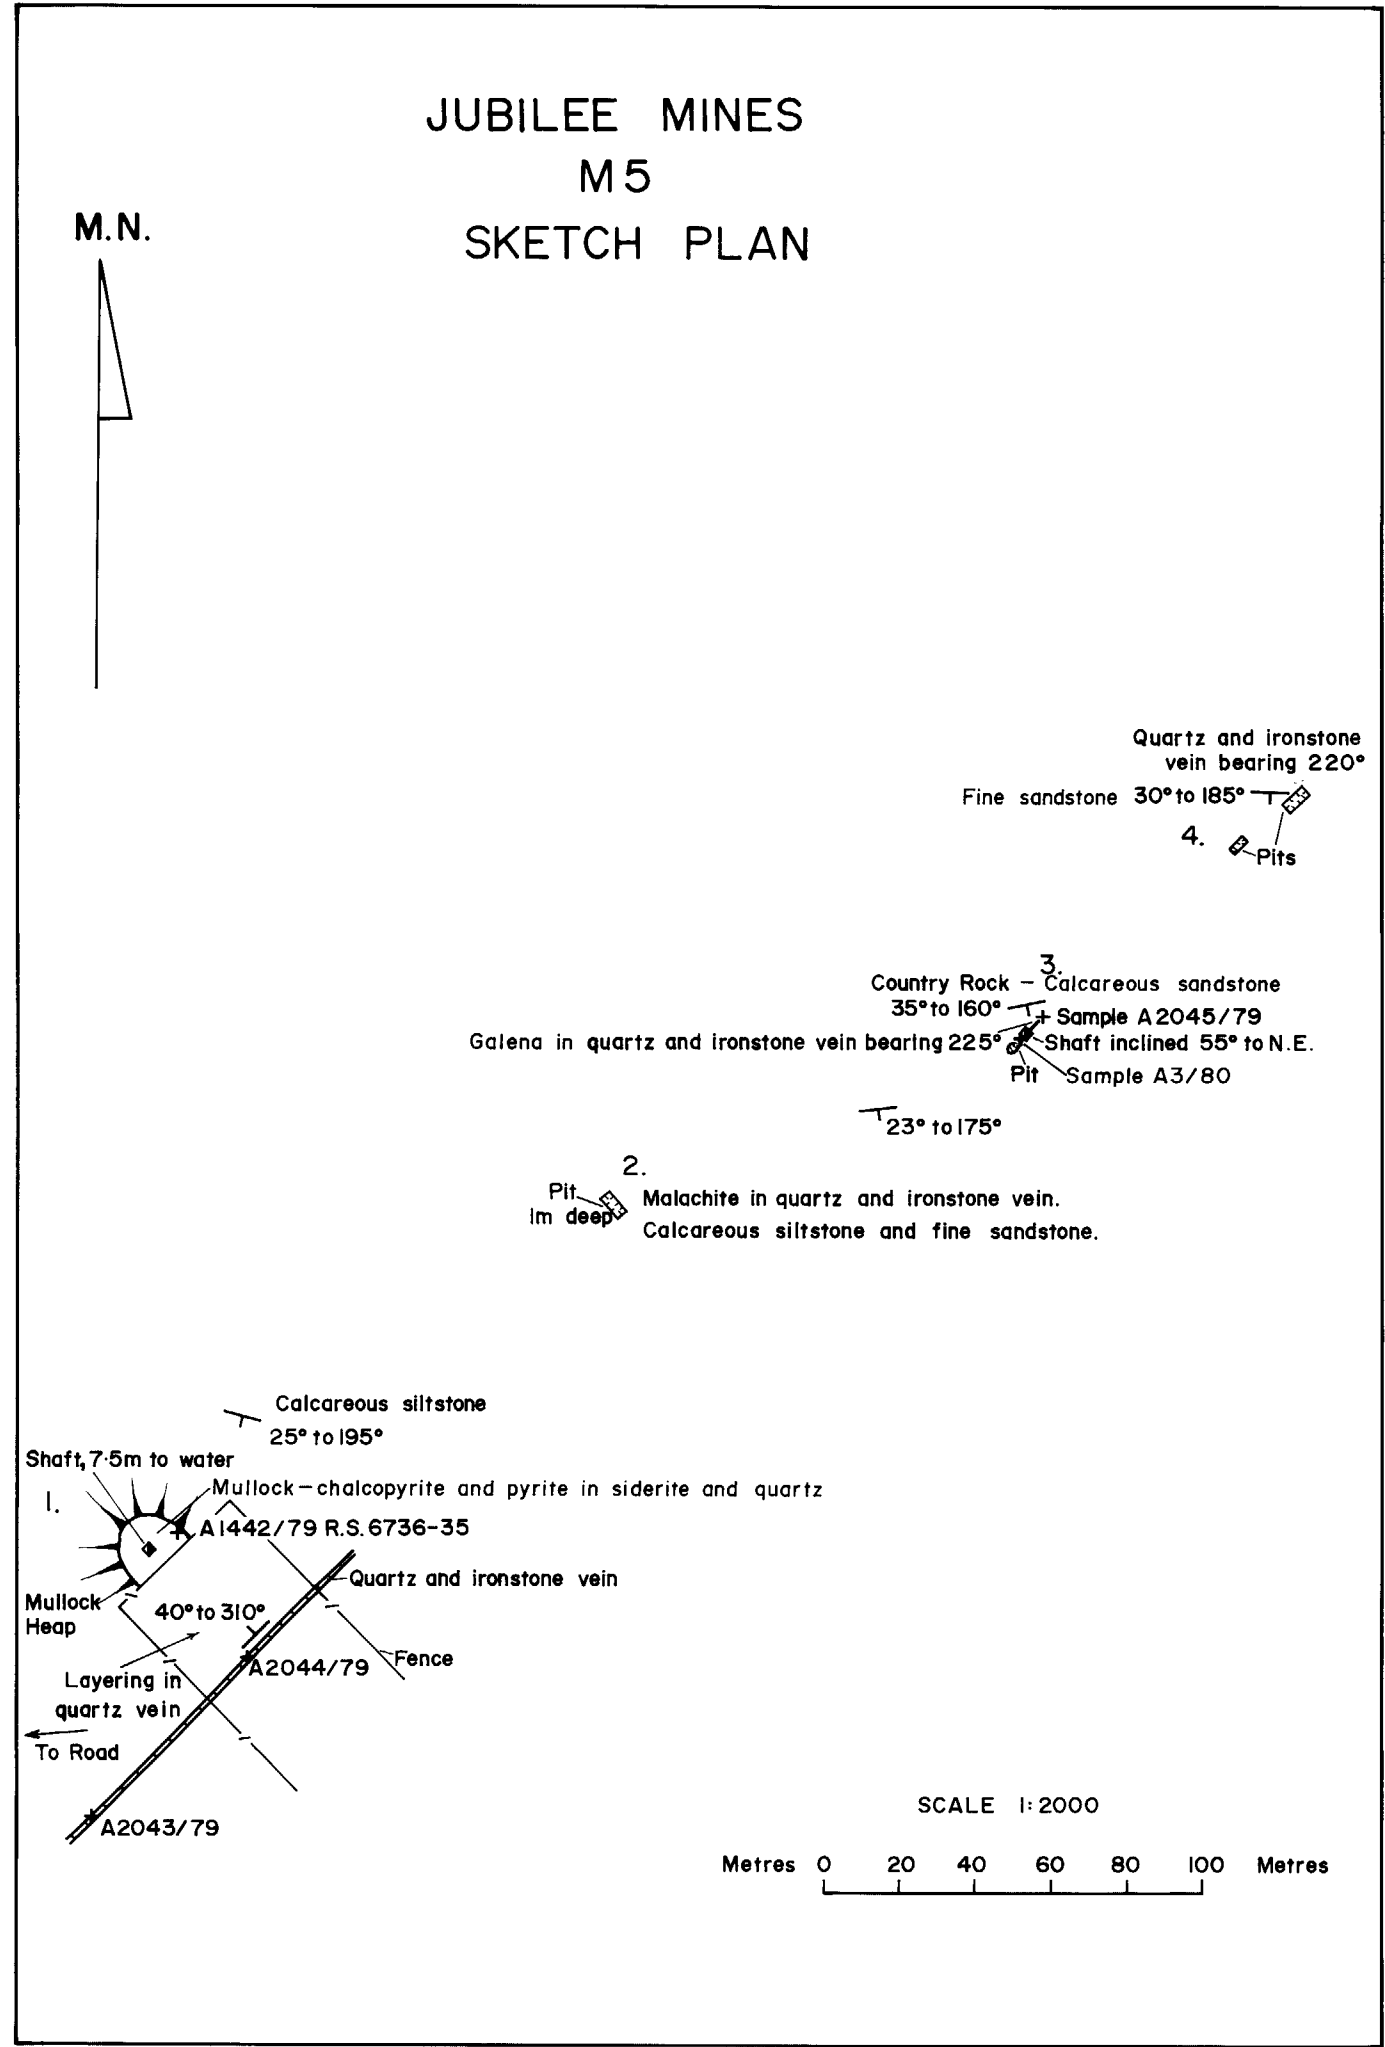 JUBILEE MINES
M5
SKETCH PLAN
M.N.
Quartz and ironstone
vein bearing 220°
Fine sandstone 30° to 185°
4.
Pits
3.
Country Rock – Calcareous sandstone
35° to 160°
Sample A2045/79
Galena in quartz and ironstone vein bearing 225°
Shaft inclined 55° to N.E.
Pit
Sample A3/80
23° to 175°
2.
Pit
1m deep
Malachite in quartz and ironstone vein.
Calcareous siltstone and fine sandstone.
Calcareous siltstone
25° to 195°
Shaft, 7·5m to water
Mullock – chalcopyrite and pyrite in siderite and quartz
1.
A1442/79 R.S. 6736-35
Quartz and ironstone vein
Mullock
Heap
40° to 310°
Fence
A2044/79
Layering in
quartz vein
To Road
A2043/79
SCALE 1:2000
Metres 0 20 40 60 80 100 Metres